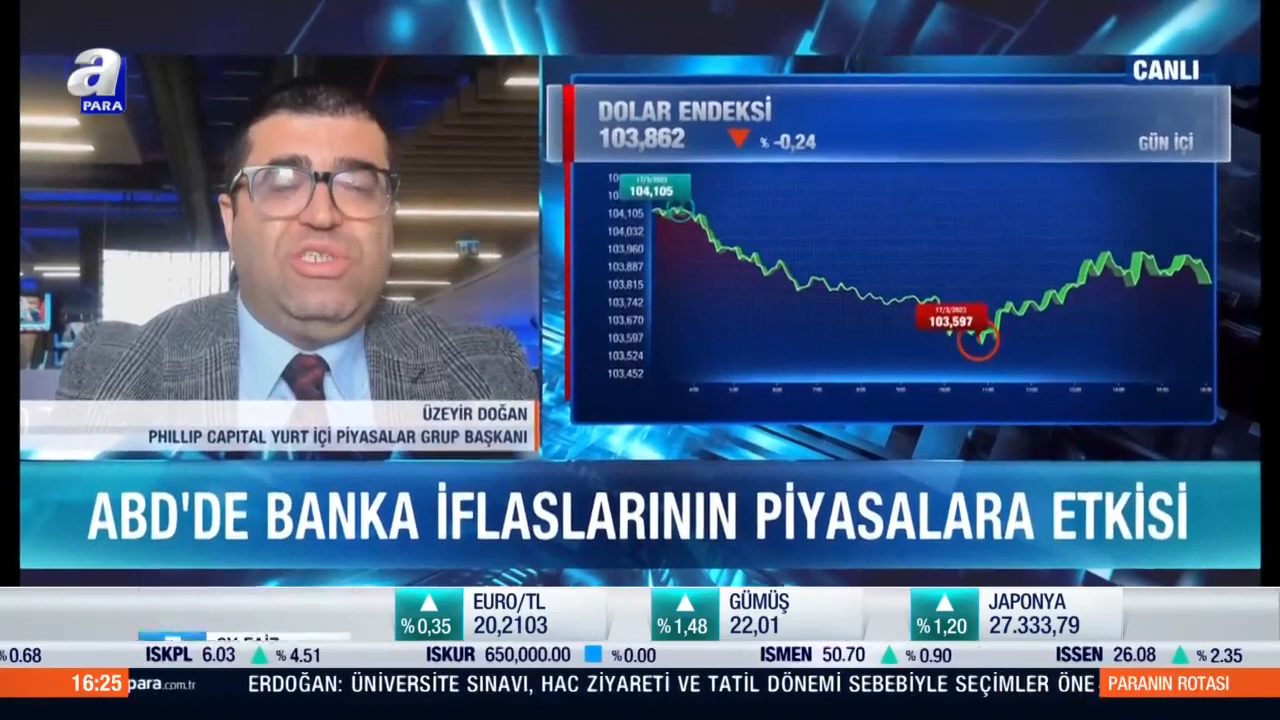 a
PARA
CANLI
DOLAR ENDEKSİ
103,862 % -0,24
GÜN İÇİ
17/3/2023
104,105
104,105
104,032
103,960
103,887
103,815
103,742
103,670
103,597
103,524
103,452
17/3/2023
103,597
ÜZEYİR DOĞAN
PHILLIP CAPITAL YURT İÇİ PİYASALAR GRUP BAŞKANI
ABD'DE BANKA İFLASLARININ PİYASALARA ETKİSİ
% 0,35 EURO/TL 20,2103
% 1,48 GÜMÜŞ 22,01
% 1,20 JAPONYA 27.333,79
%0.68 ISKPL 6.03 % 4.51 ISKUR 650,000.00 %0.00 ISMEN 50.70 % 0.90 ISSEN 26.08 % 2.35
16:25 para.com.tr ERDOĞAN: ÜNİVERSİTE SINAVI, HAC ZİYARETİ VE TATİL DÖNEMİ SEBEBİYLE SEÇİMLER ÖNE PARANIN ROTASI